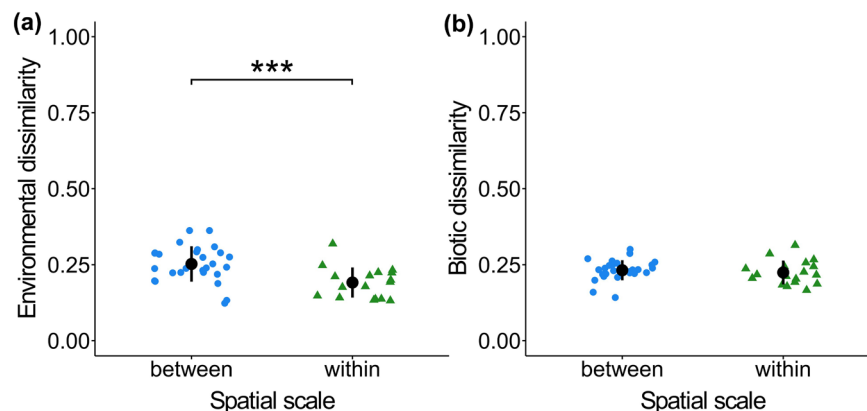 (a)
Environmental dissimilarity
1.00
0.75
0.50
0.25
0.00
***
between within
Spatial scale
(b)
Biotic dissimilarity
1.00
0.75
0.50
0.25
0.00
between within
Spatial scale